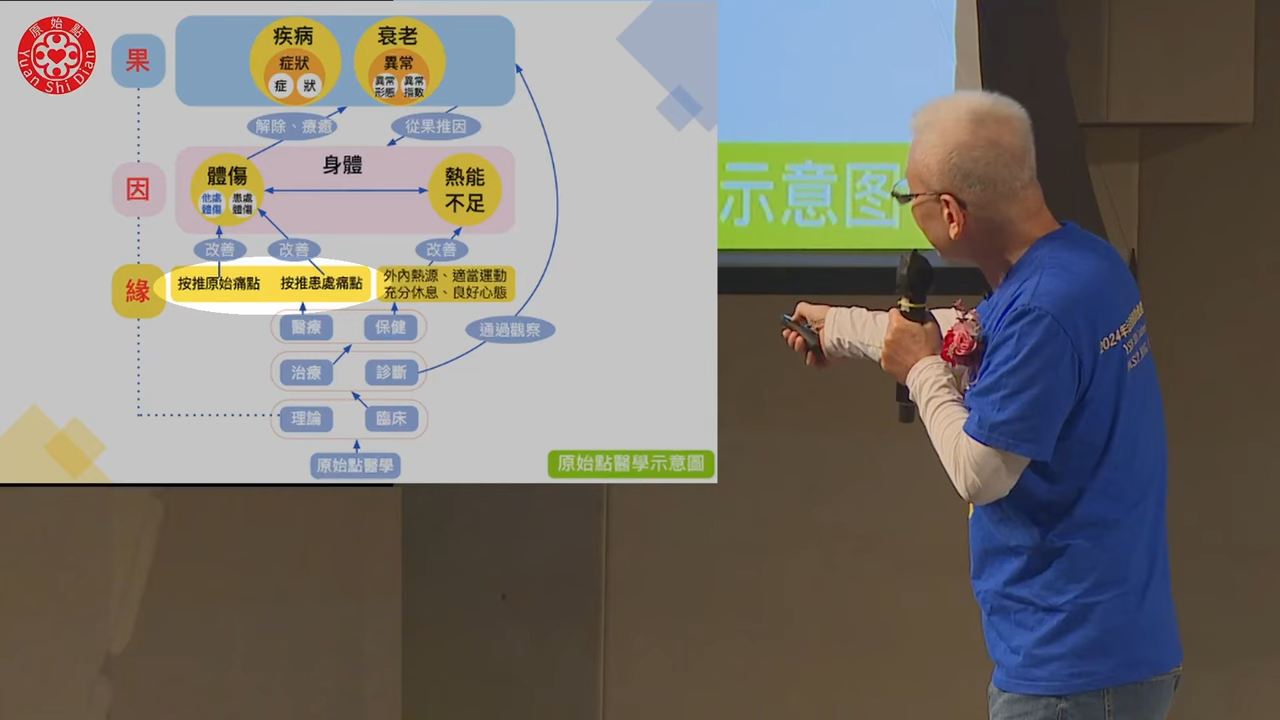 原始點
Yuan Shi Dian
果
疾病
衰老
症狀
異常
症
狀
異常
形態
異常
指數
解除、療癒
從果推因
因
身體
體傷
熱能
不足
他處
體傷
患處
體傷
改善
改善
改善
緣
按推原始痛點
按推患處痛點
外內熱源、適當運動
充分休息、良好心態
醫療
保健
通過觀察
治療
診斷
理論
臨床
原始點醫學
原始點醫學示意圖
示意图
2024年